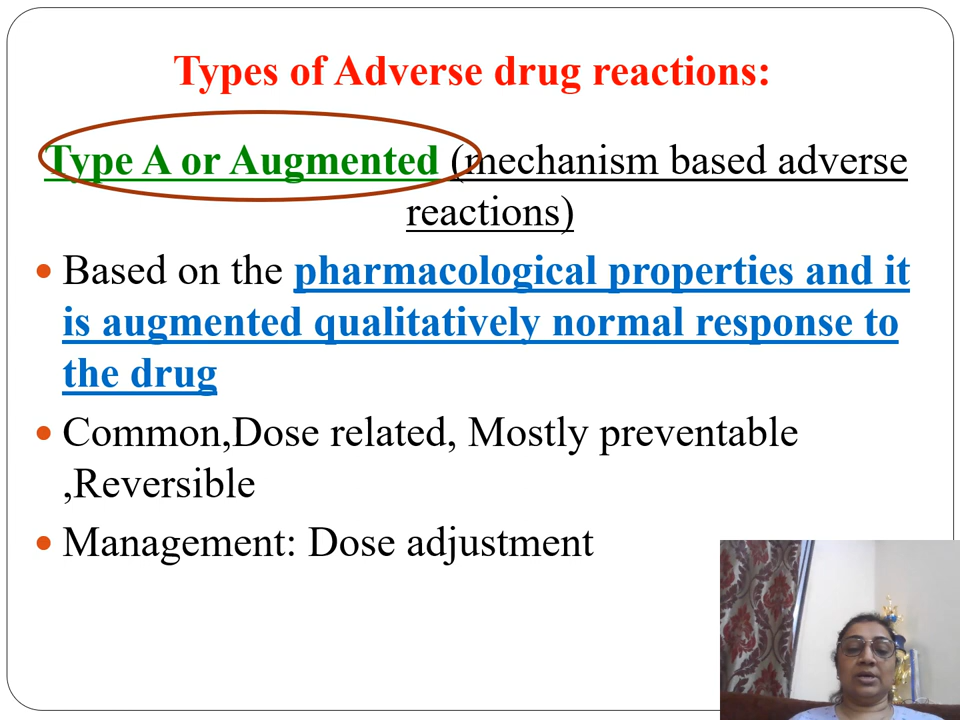 Types of Adverse drug reactions:
Type A or Augmented (mechanism based adverse
reactions)
Based on the pharmacological properties and it
is augmented qualitatively normal response to
the drug
Common,Dose related, Mostly preventable
,Reversible
Management: Dose adjustment